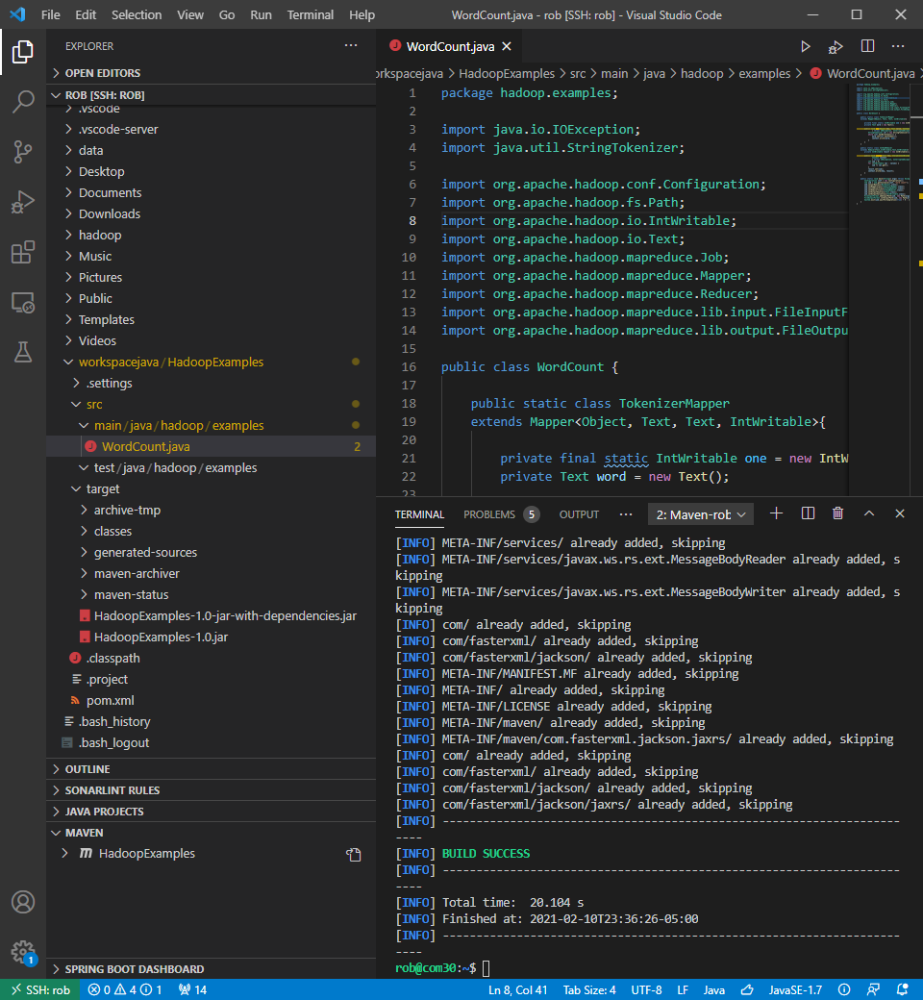 File Edit Selection View Go Run Terminal Help WordCount.java - rob [SSH: rob] - Visual Studio Code
EXPLORER
OPEN EDITORS
ROB [SSH: ROB]
.vscode
.vscode-server
data
Desktop
Documents
Downloads
hadoop
Music
Pictures
Public
Templates
Videos
workspacejava / HadoopExamples
.settings
src
main / java / hadoop / examples
WordCount.java 2
test / java / hadoop / examples
target
archive-tmp
classes
generated-sources
maven-archiver
maven-status
HadoopExamples-1.0-jar-with-dependencies.jar
HadoopExamples-1.0.jar
.classpath
.project
pom.xml
.bash_history
.bash_logout
OUTLINE
SONARLINT RULES
JAVA PROJECTS
MAVEN
HadoopExamples
SPRING BOOT DASHBOARD
1
WordCount.java
orkspacejava > HadoopExamples > src > main > java > hadoop > examples > WordCount.java >
1 package hadoop.examples;
2
3 import java.io.IOException;
4 import java.util.StringTokenizer;
5
6 import org.apache.hadoop.conf.Configuration;
7 import org.apache.hadoop.fs.Path;
8 import org.apache.hadoop.io.IntWritable;
9 import org.apache.hadoop.io.Text;
10 import org.apache.hadoop.mapreduce.Job;
11 import org.apache.hadoop.mapreduce.Mapper;
12 import org.apache.hadoop.mapreduce.Reducer;
13 import org.apache.hadoop.mapreduce.lib.input.FileInputF
14 import org.apache.hadoop.mapreduce.lib.output.FileOutpu
15
16 public class WordCount {
17
18 public static class TokenizerMapper
19 extends Mapper<Object, Text, Text, IntWritable>{
20
21 private final static IntWritable one = new IntW
22 private Text word = new Text();
23
TERMINAL PROBLEMS 5 OUTPUT ··· 2: Maven-rob
[INFO] META-INF/services/ already added, skipping
[INFO] META-INF/services/javax.ws.rs.ext.MessageBodyReader already added, s
kipping
[INFO] META-INF/services/javax.ws.rs.ext.MessageBodyWriter already added, s
kipping
[INFO] com/ already added, skipping
[INFO] com/fasterxml/ already added, skipping
[INFO] com/fasterxml/jackson/ already added, skipping
[INFO] META-INF/MANIFEST.MF already added, skipping
[INFO] META-INF/ already added, skipping
[INFO] META-INF/LICENSE already added, skipping
[INFO] META-INF/maven/ already added, skipping
[INFO] META-INF/maven/com.fasterxml.jackson.jaxrs/ already added, skipping
[INFO] com/ already added, skipping
[INFO] com/fasterxml/ already added, skipping
[INFO] com/fasterxml/jackson/ already added, skipping
[INFO] com/fasterxml/jackson/jaxrs/ already added, skipping
[INFO] --------------------------------------------------------------------
----
[INFO] BUILD SUCCESS
[INFO] --------------------------------------------------------------------
----
[INFO] Total time:  20.104 s
[INFO] Finished at: 2021-02-10T23:36:26-05:00
[INFO] --------------------------------------------------------------------
----
rob@com30:~$
SSH: rob 0 4 1 14 Ln 8, Col 41 Tab Size: 4 UTF-8 LF Java JavaSE-1.7